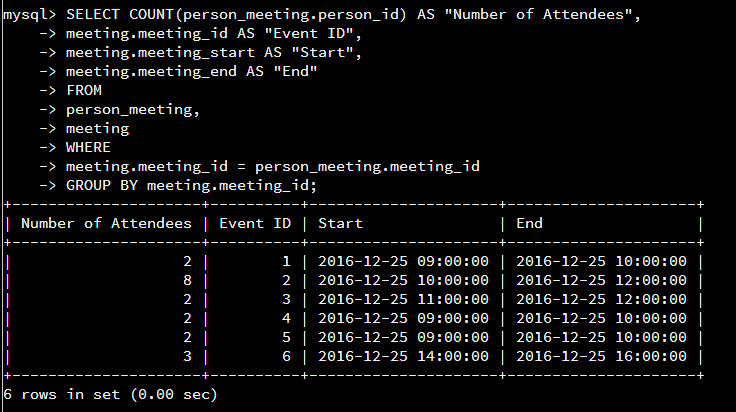 mysql> SELECT COUNT(person_meeting.person_id) AS "Number of Attendees",
    -> meeting.meeting_id AS "Event ID",
    -> meeting.meeting_start AS "Start",
    -> meeting.meeting_end AS "End"
    -> FROM
    -> person_meeting,
    -> meeting
    -> WHERE
    -> meeting.meeting_id = person_meeting.meeting_id
    -> GROUP BY meeting.meeting_id;
+---------------------+----------+---------------------+---------------------+
| Number of Attendees | Event ID | Start               | End                 |
+---------------------+----------+---------------------+---------------------+
|                   2 |        1 | 2016-12-25 09:00:00 | 2016-12-25 10:00:00 |
|                   8 |        2 | 2016-12-25 10:00:00 | 2016-12-25 12:00:00 |
|                   2 |        3 | 2016-12-25 11:00:00 | 2016-12-25 12:00:00 |
|                   2 |        4 | 2016-12-25 09:00:00 | 2016-12-25 10:00:00 |
|                   2 |        5 | 2016-12-25 09:00:00 | 2016-12-25 10:00:00 |
|                   3 |        6 | 2016-12-25 14:00:00 | 2016-12-25 16:00:00 |
+---------------------+----------+---------------------+---------------------+
6 rows in set (0.00 sec)